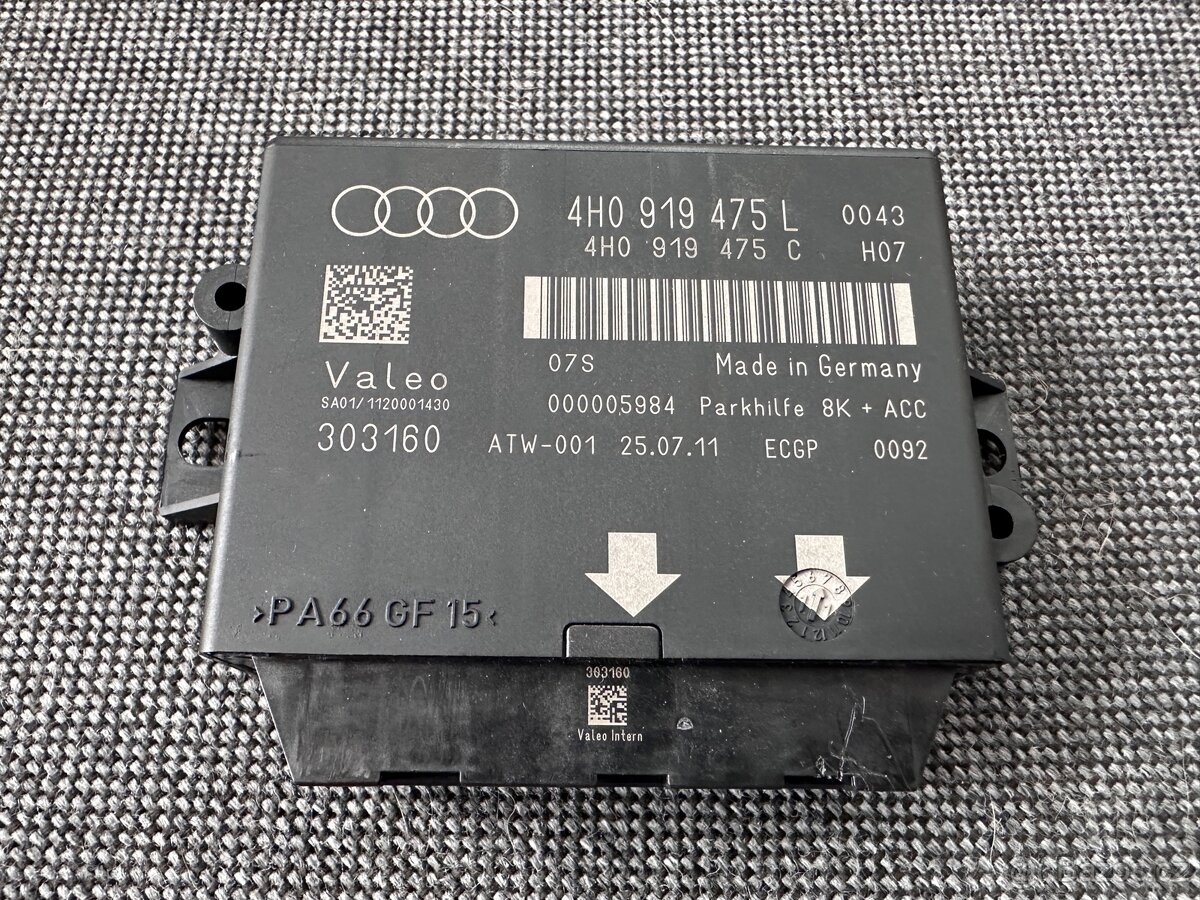 4H0 919 475 L 0043
4H0 919 475 C H07
Valeo
SA01/1120001430
303160
07S Made in Germany
000005984 Parkhilfe 8K + ACC
ATW-001 25.07.11 ECGP 0092
>PA66 GF 15<
303160
Valeo Intern